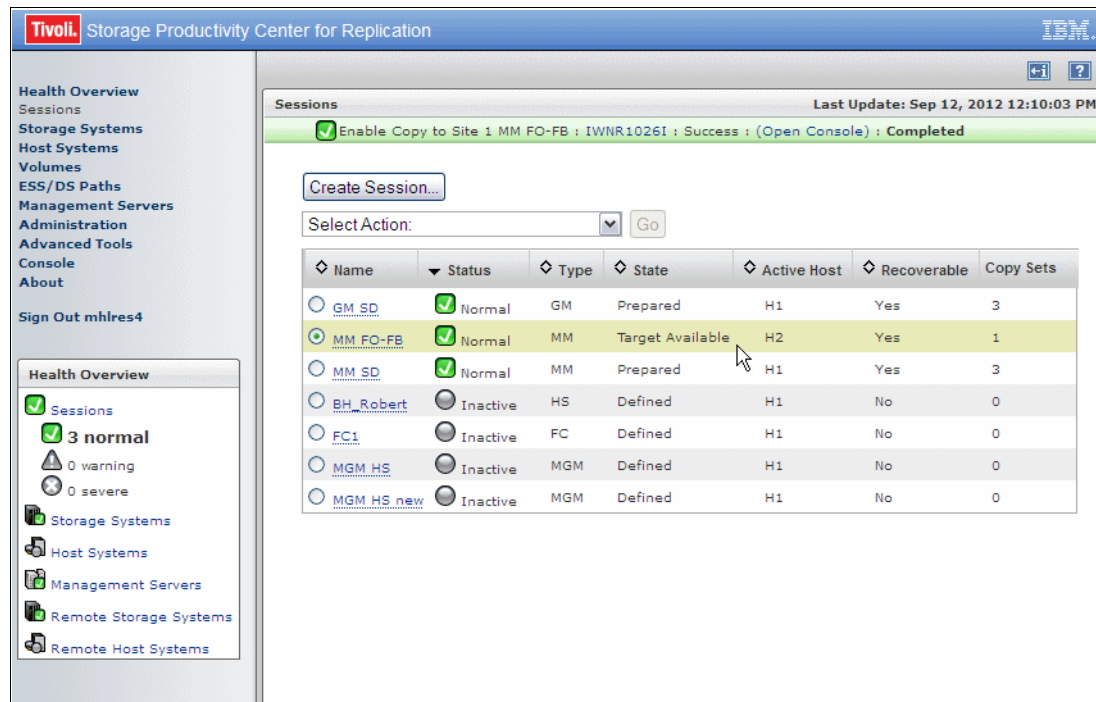 Tivoli. Storage Productivity Center for Replication
IBM.
Health Overview
Sessions
Storage Systems
Host Systems
Volumes
ESS/DS Paths
Management Servers
Administration
Advanced Tools
Console
About
Sign Out mhlres4
Health Overview
Sessions
3 normal
0 warning
0 severe
Storage Systems
Host Systems
Management Servers
Remote Storage Systems
Remote Host Systems
i ?
Sessions Last Update: Sep 12, 2012 12:10:03 PM
Enable Copy to Site 1 MM FO-FB : IWNR1026I : Success : (Open Console) : Completed
Create Session...
Select Action: Go
Name Status Type State Active Host Recoverable Copy Sets
GM SD Normal GM Prepared H1 Yes 3
MM FO-FB Normal MM Target Available H2 Yes 1
MM SD Normal MM Prepared H1 Yes 3
BH_Robert Inactive HS Defined H1 No 0
FC1 Inactive FC Defined H1 No 0
MGM HS Inactive MGM Defined H1 No 0
MGM HS new Inactive MGM Defined H1 No 0